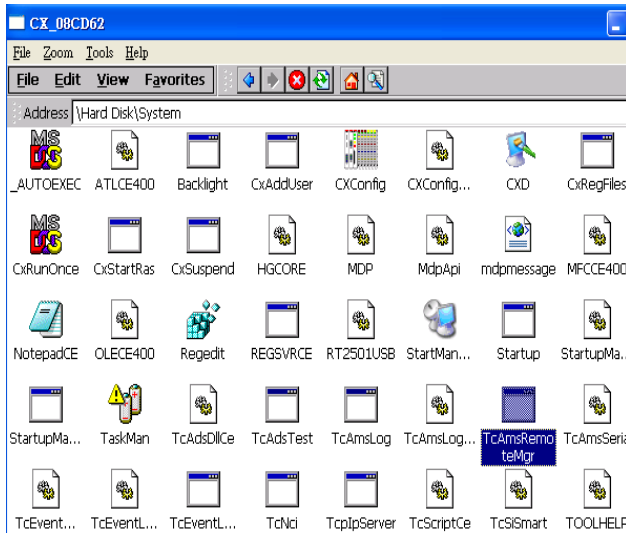 CX_08CD62
File Zoom Tools Help
File Edit View Favorites
Address \Hard Disk\System
_AUTOEXEC ATLCE400 Backlight CxAddUser CXConfig CXConfig... CXD CxRegFiles
CxRunOnce CxStartRas CxSuspend HGCORE MDP MdpApi mdpmessage MFCCE400
NotepadCE OLECE400 Regedit REGSVRCE RT2501USB StartMan... Startup StartupMa...
StartupMa... TaskMan TcAdsDllCe TcAdsTest TcAmsLog TcAmsLog... TcAmsRemo TcAmsSeria
teMgr
TcEvent... TcEventL... TcEventL... TcNci TcpIpServer TcScriptCe TcSiSmart TOOLHELP